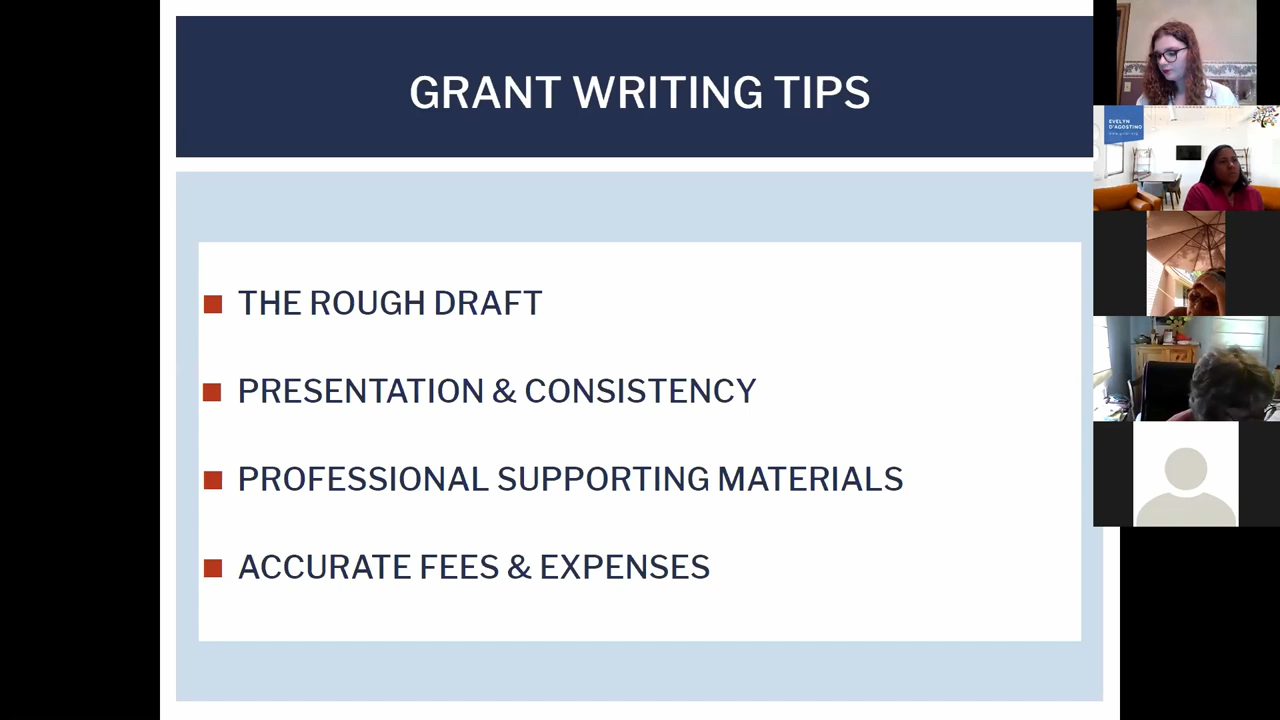 GRANT WRITING TIPS
THE ROUGH DRAFT
PRESENTATION & CONSISTENCY
PROFESSIONAL SUPPORTING MATERIALS
ACCURATE FEES & EXPENSES
EVELYN
D'AGOSTINO